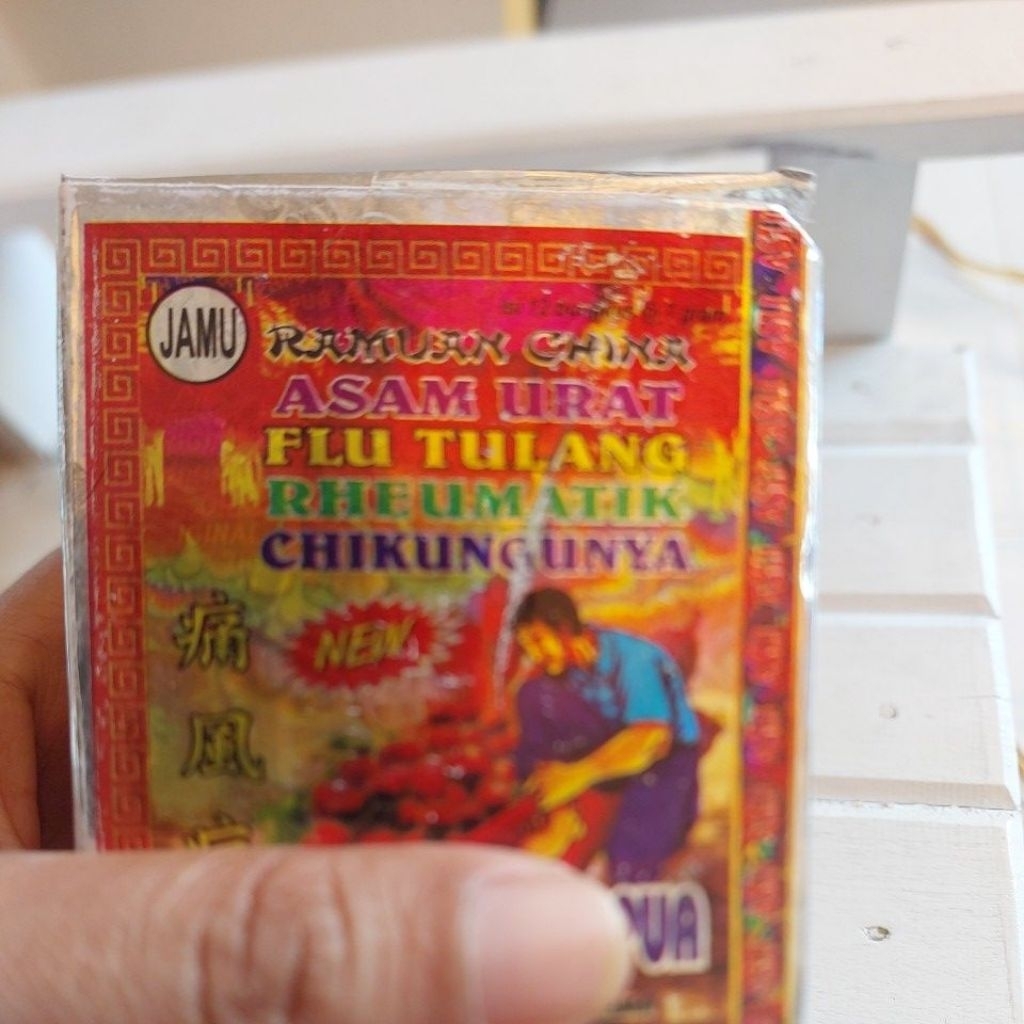 JAMU
RAMUAN CHINA
ASAM URAT
FLU TULANG
RHEUMATIK
CHIKUNGUNYA
NEW
痛
風